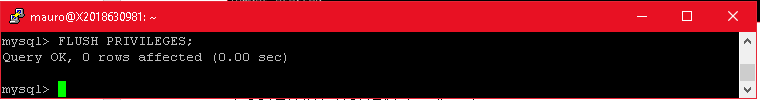 mauro@X2018630981: ~
mysql> FLUSH PRIVILEGES;
Query OK, 0 rows affected (0.00 sec)
mysql>